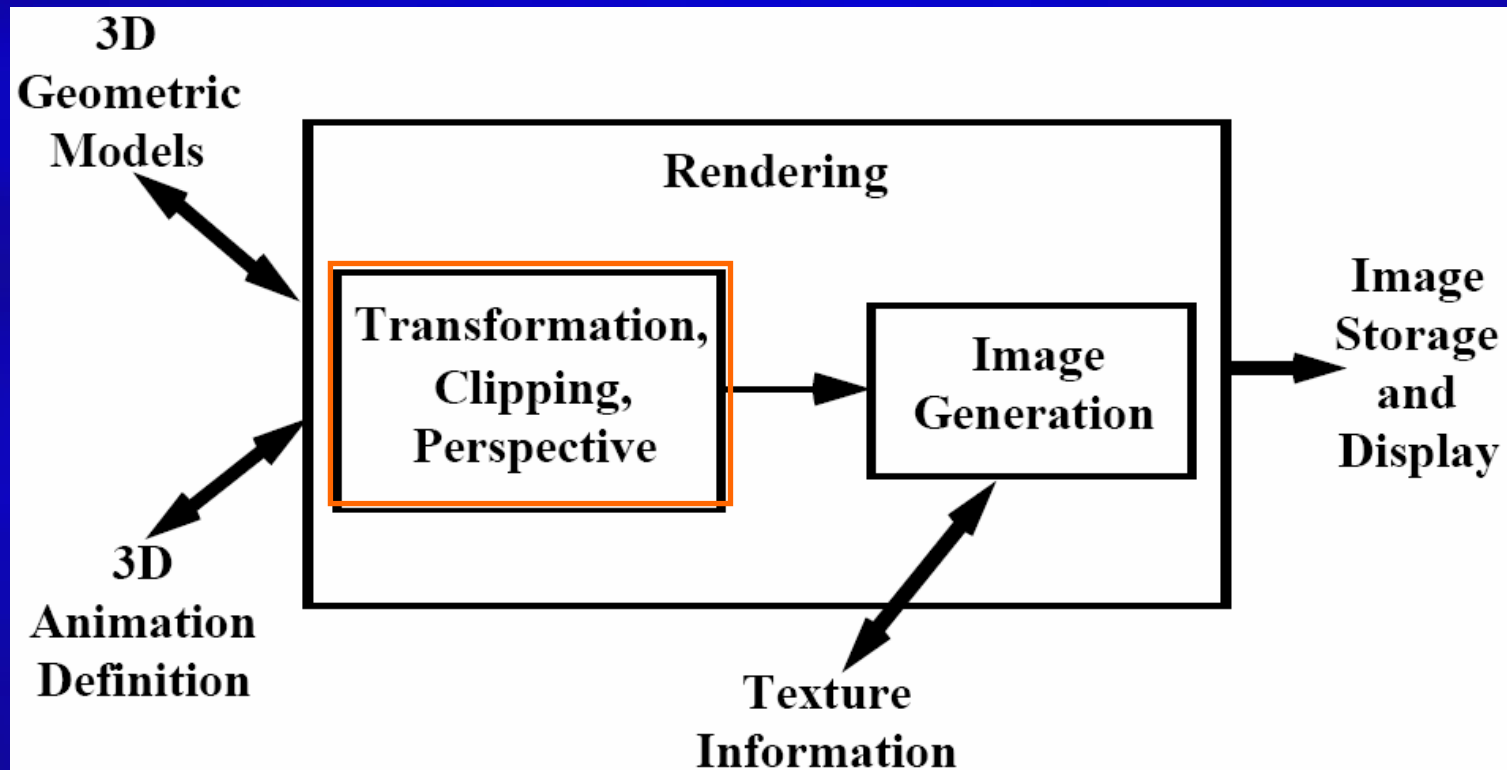 3D
Geometric
Models
Rendering
Transformation,
Clipping,
Perspective
Image
Generation
Image
Storage
and
Display
3D
Animation
Definition
Texture
Information